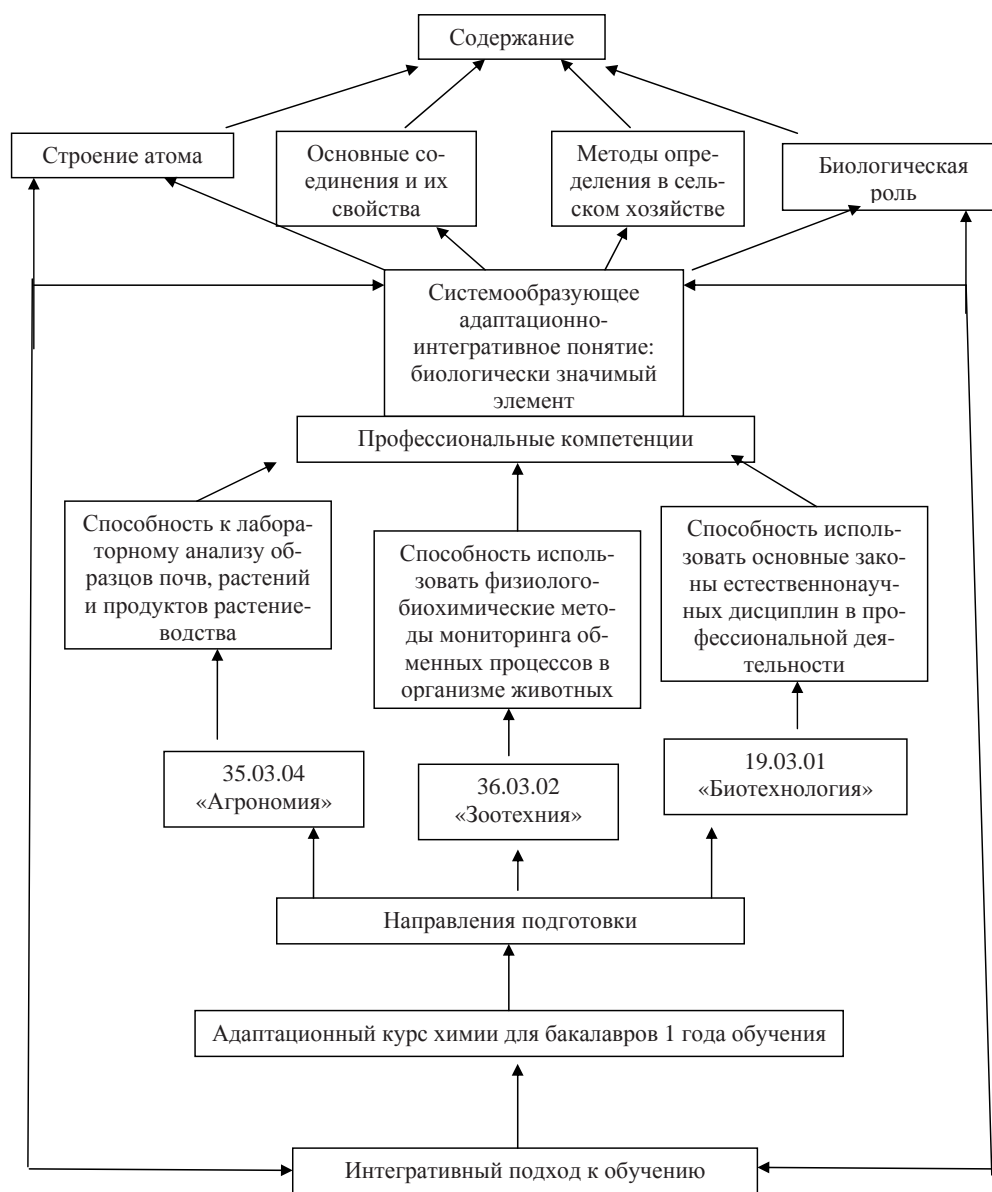 Содержание
Строение атома
Основные со-
единения и их
свойства
Методы опре-
деления в сель-
ском хозяйстве
Биологическая
роль
Системообразующее
адаптационно-
интегративное понятие:
биологически значимый
элемент
Профессиональные компетенции
Способность к лабора-
торному анализу об-
разцов почв, растений
и продуктов растение-
водства
Способность исполь-
зовать физиолого-
биохимические мето-
ды мониторинга об-
менных процессов в
организме животных
Способность исполь-
зовать основные зако-
ны естественнонауч-
ных дисциплин в про-
фессиональной дея-
тельности
35.03.04
«Агрономия»
36.03.02
«Зоотехния»
19.03.01
«Биотехнология»
Направления подготовки
Адаптационный курс химии для бакалавров 1 года обучения
Интегративный подход к обучению